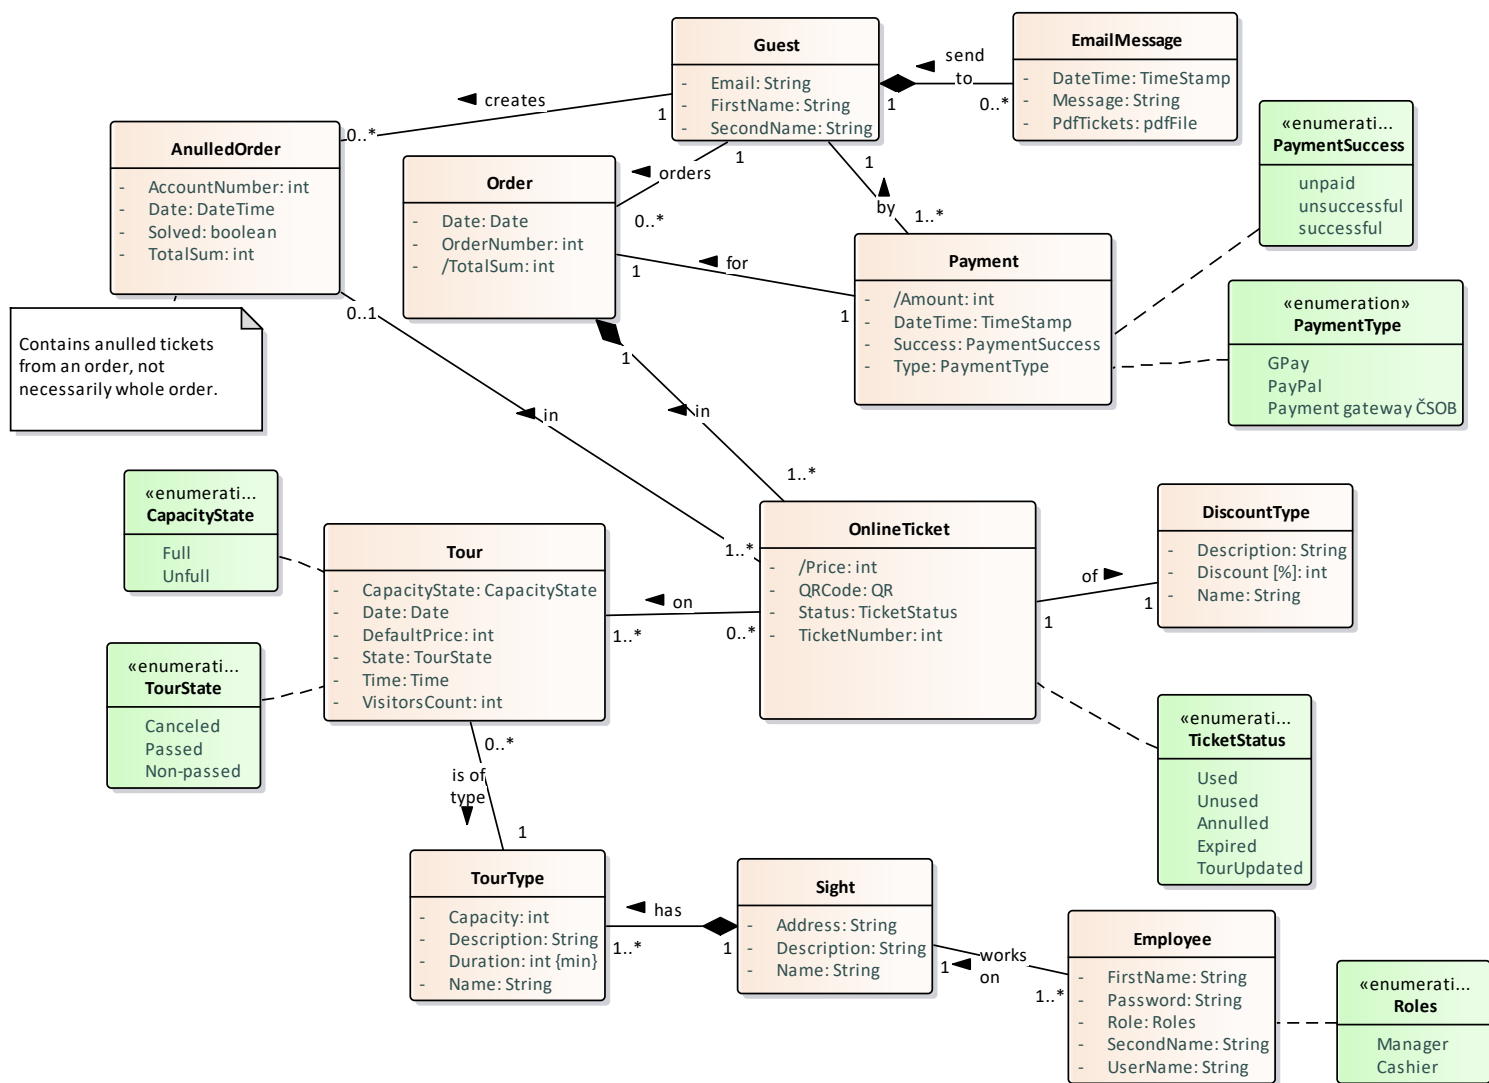 Guest
- Email: String
- FirstName: String
- SecondName: String
send
to
1
0..*
EmailMessage
- DateTime: TimeStamp
- Message: String
- PdfTickets: pdfFile
creates
1
0..*
AnulledOrder
- AccountNumber: int
- Date: DateTime
- Solved: boolean
- TotalSum: int
Contains anulled tickets
from an order, not
necessarily whole order.
Order
- Date: Date
- OrderNumber: int
- /TotalSum: int
1
orders
0..*
1
by
1..*
for
1
1
Payment
- /Amount: int
- DateTime: TimeStamp
- Success: PaymentSuccess
- Type: PaymentType
«enumerati...
PaymentSuccess
unpaid
unsuccessful
successful
«enumeration»
PaymentType
GPay
PayPal
Payment gateway ČSOB
0..1
in
1..*
1
in
1..*
«enumerati...
CapacityState
Full
Unfull
«enumerati...
TourState
Canceled
Passed
Non-passed
Tour
- CapacityState: CapacityState
- Date: Date
- DefaultPrice: int
- State: TourState
- Time: Time
- VisitorsCount: int
on
1..*
0..*
OnlineTicket
- /Price: int
- QRCode: QR
- Status: TicketStatus
- TicketNumber: int
of
1
1
DiscountType
- Description: String
- Discount [%]: int
- Name: String
«enumerati...
TicketStatus
Used
Unused
Annulled
Expired
TourUpdated
0..*
is of
type
1
TourType
- Capacity: int
- Description: String
- Duration: int {min}
- Name: String
has
1..*
1
Sight
- Address: String
- Description: String
- Name: String
works
on
1
1..*
Employee
- FirstName: String
- Password: String
- Role: Roles
- SecondName: String
- UserName: String
«enumerati...
Roles
Manager
Cashier